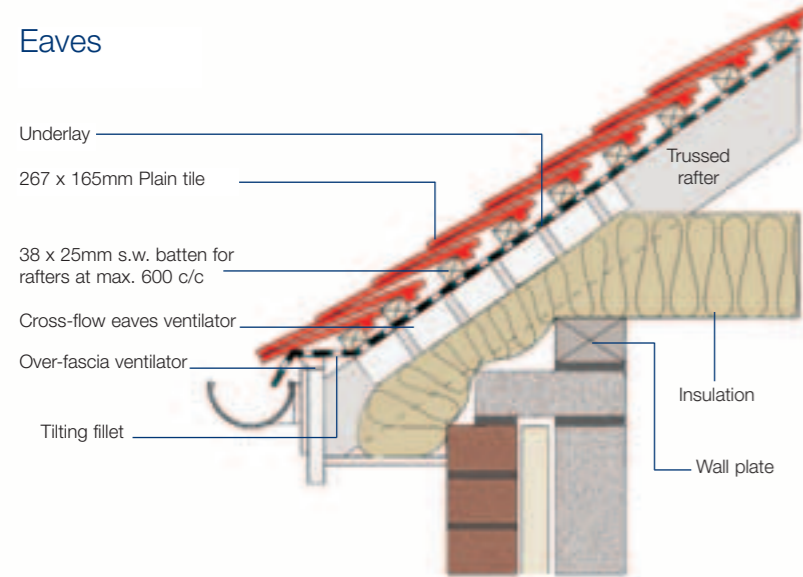 Eaves
Underlay
267 x 165mm Plain tile
38 x 25mm s.w. batten for
rafters at max. 600 c/c
Cross-flow eaves ventilator
Over-fascia ventilator
Tilting fillet
Trussed
rafter
Insulation
Wall plate